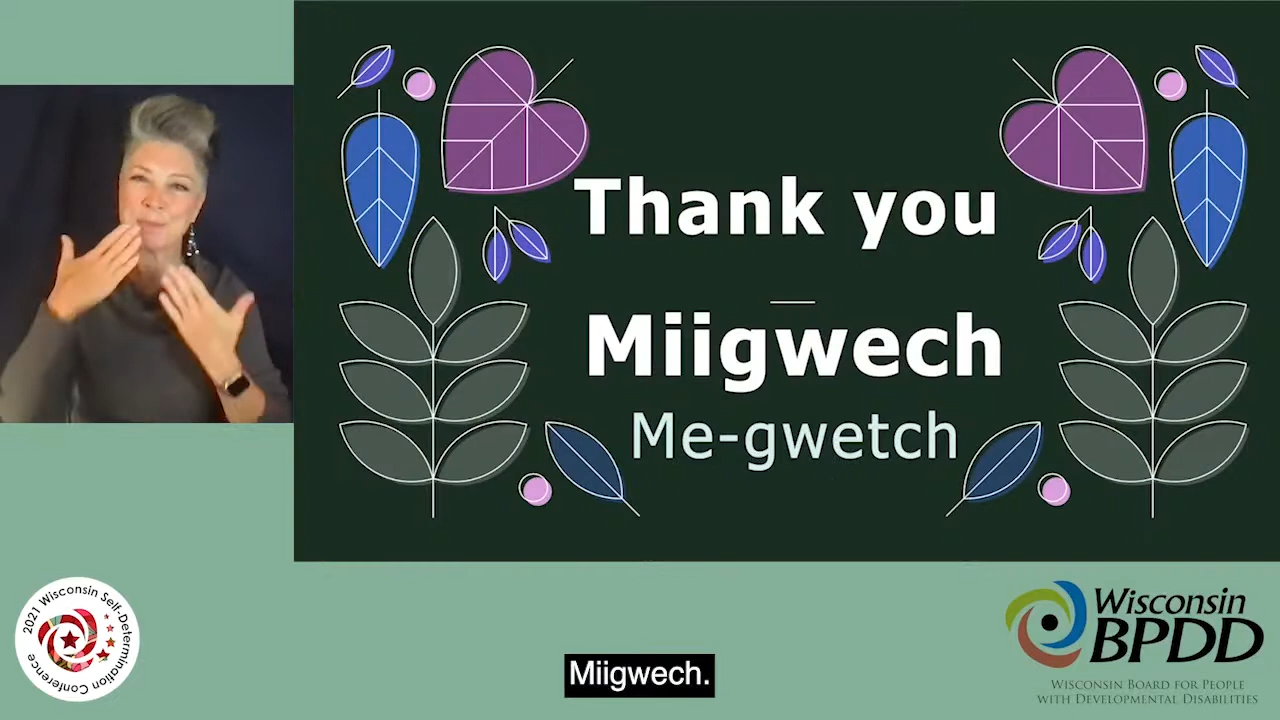 Thank you
Miigwech
Me-gwetch
2021 Wisconsin Self-Determination Conference
Miigwech.
Wisconsin
BPDD
Wisconsin Board for People
with Developmental Disabilities